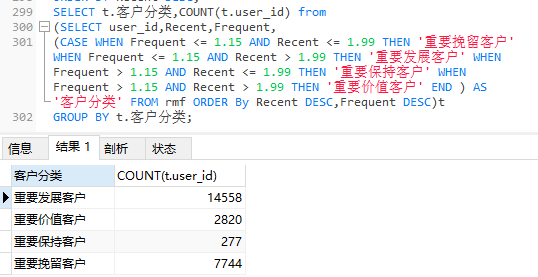 299 SELECT t.客户分类,COUNT(t.user_id) from
300 (SELECT user_id,Recent,Frequent,
301 (CASE WHEN Frequent <= 1.15 AND Recent <= 1.99 THEN '重要挽留客户'
WHEN Frequent <= 1.15 AND Recent > 1.99 THEN '重要发展客户' WHEN
Frequent > 1.15 AND Recent <= 1.99 THEN '重要保持客户' WHEN
Frequent > 1.15 AND Recent > 1.99 THEN '重要价值客户' END ) AS
'客户分类' FROM rmf ORDER By Recent DESC,Frequent DESC)t
302 GROUP BY t.客户分类;
信息 结果 1 剖析 状态
客户分类 COUNT(t.user_id)
重要发展客户 14558
重要价值客户 2820
重要保持客户 277
重要挽留客户 7744